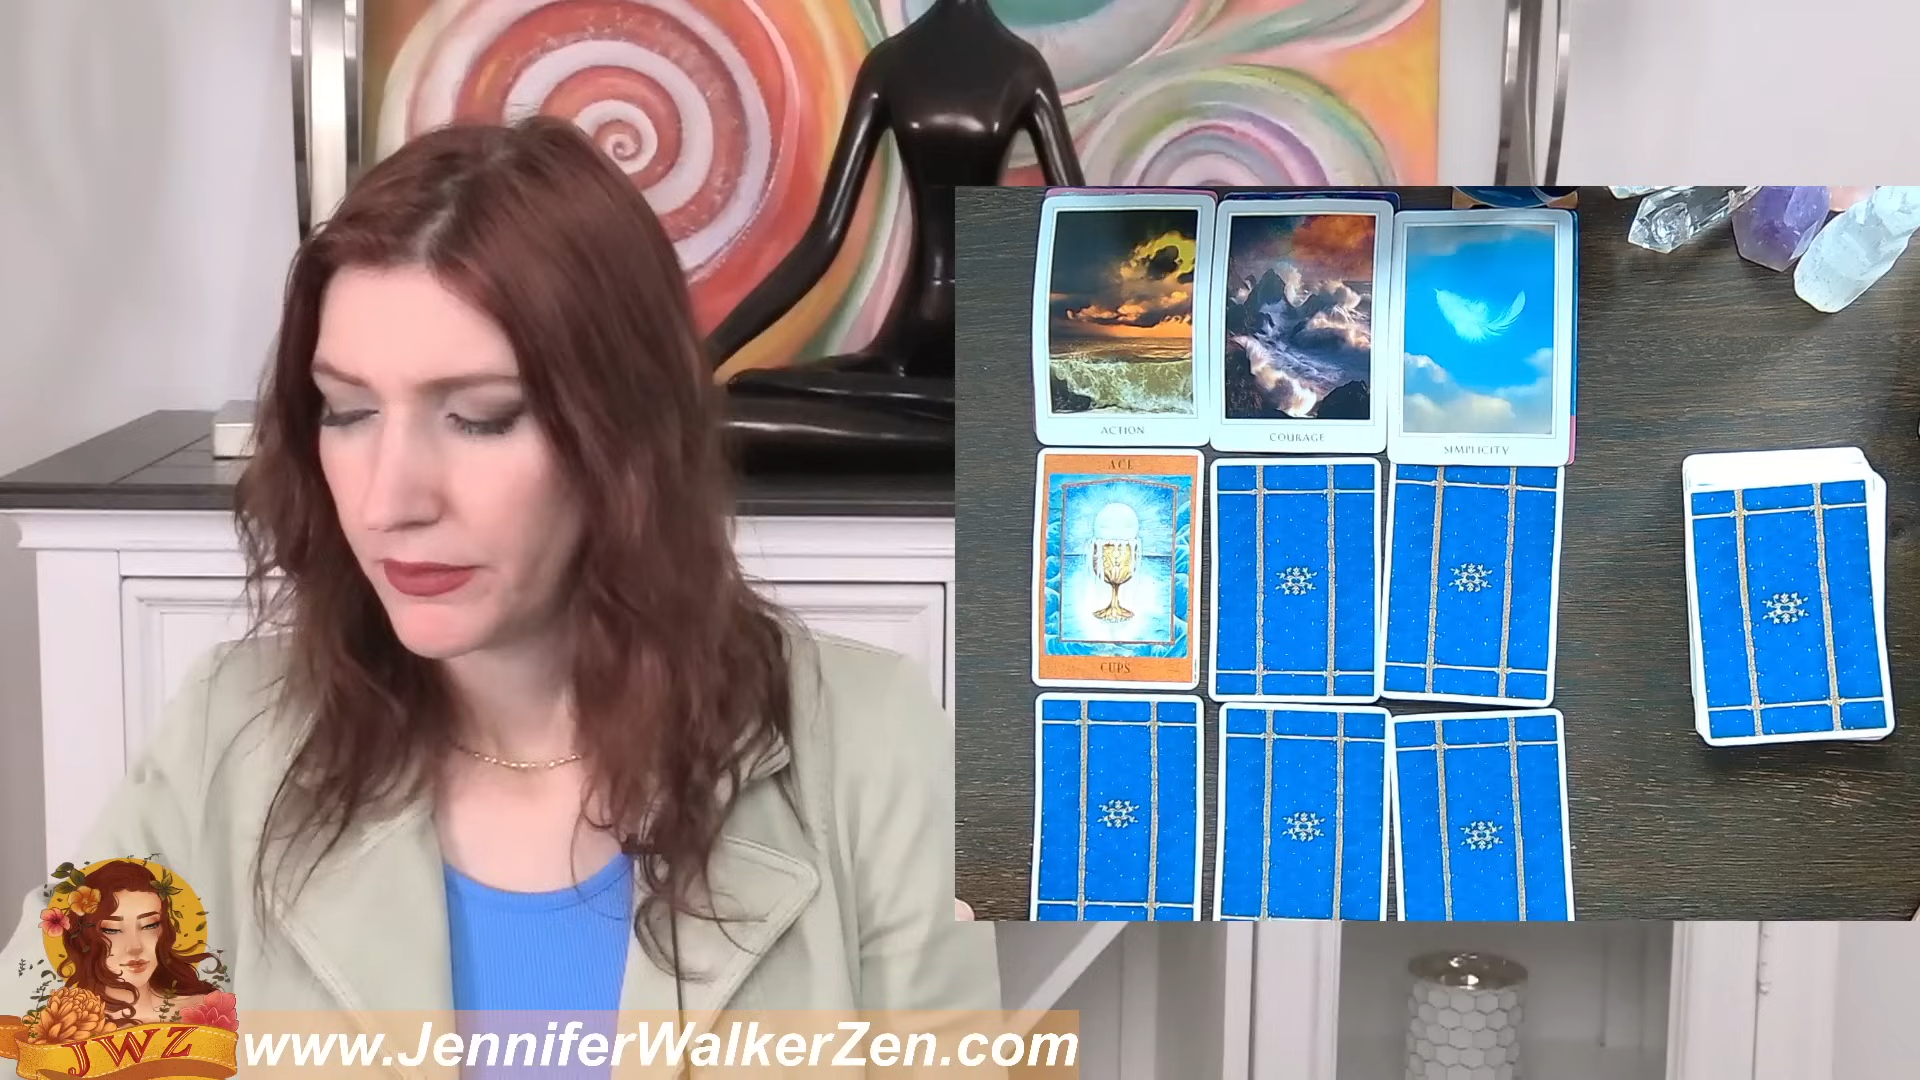 ACTION
COURAGE
SIMPLICITY
ACE
CUPS
JWZ
www.JenniferWalkerZen.com